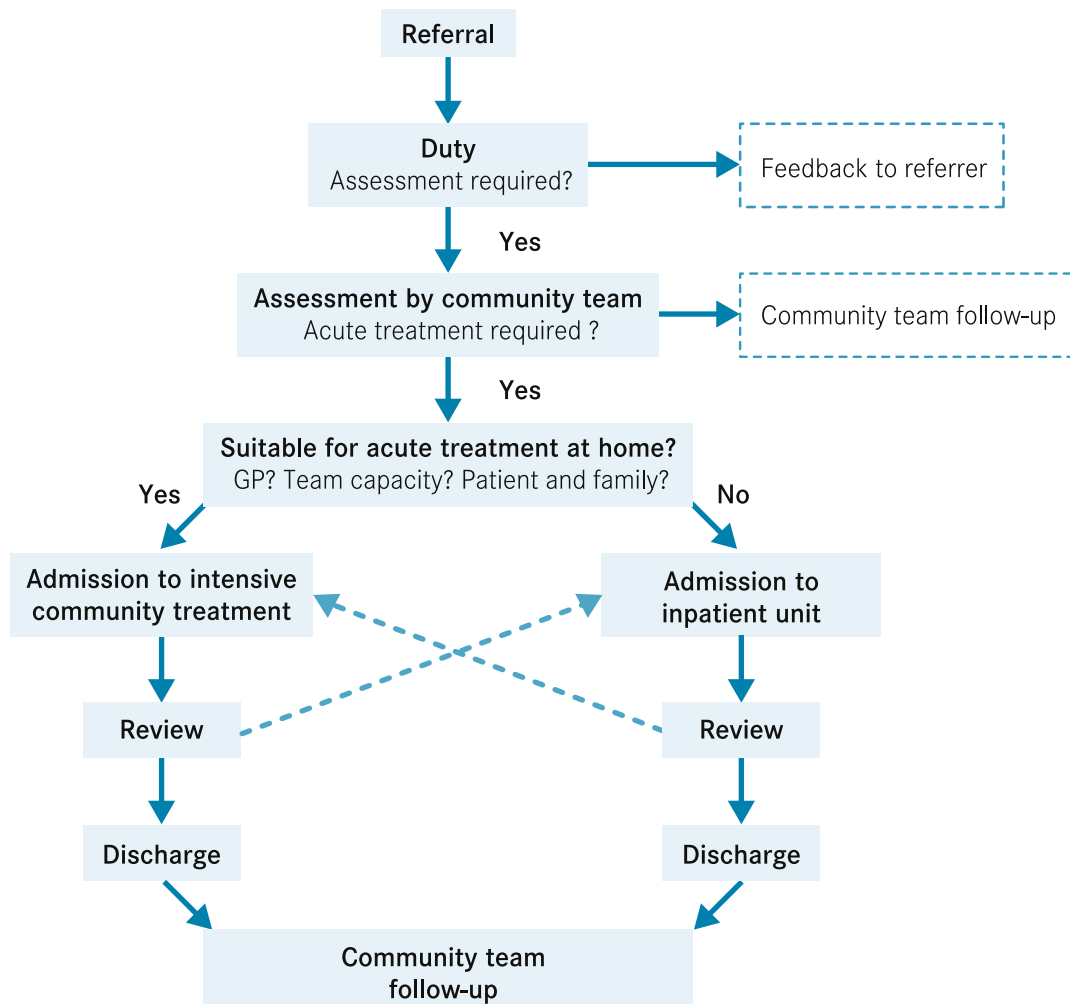 Referral
Duty
Assessment required?
Feedback to referrer
Yes
Assessment by community team
Acute treatment required ?
Community team follow-up
Yes
Suitable for acute treatment at home?
GP? Team capacity? Patient and family?
Yes
No
Admission to intensive
community treatment
Admission to
inpatient unit
Review
Review
Discharge
Discharge
Community team
follow-up